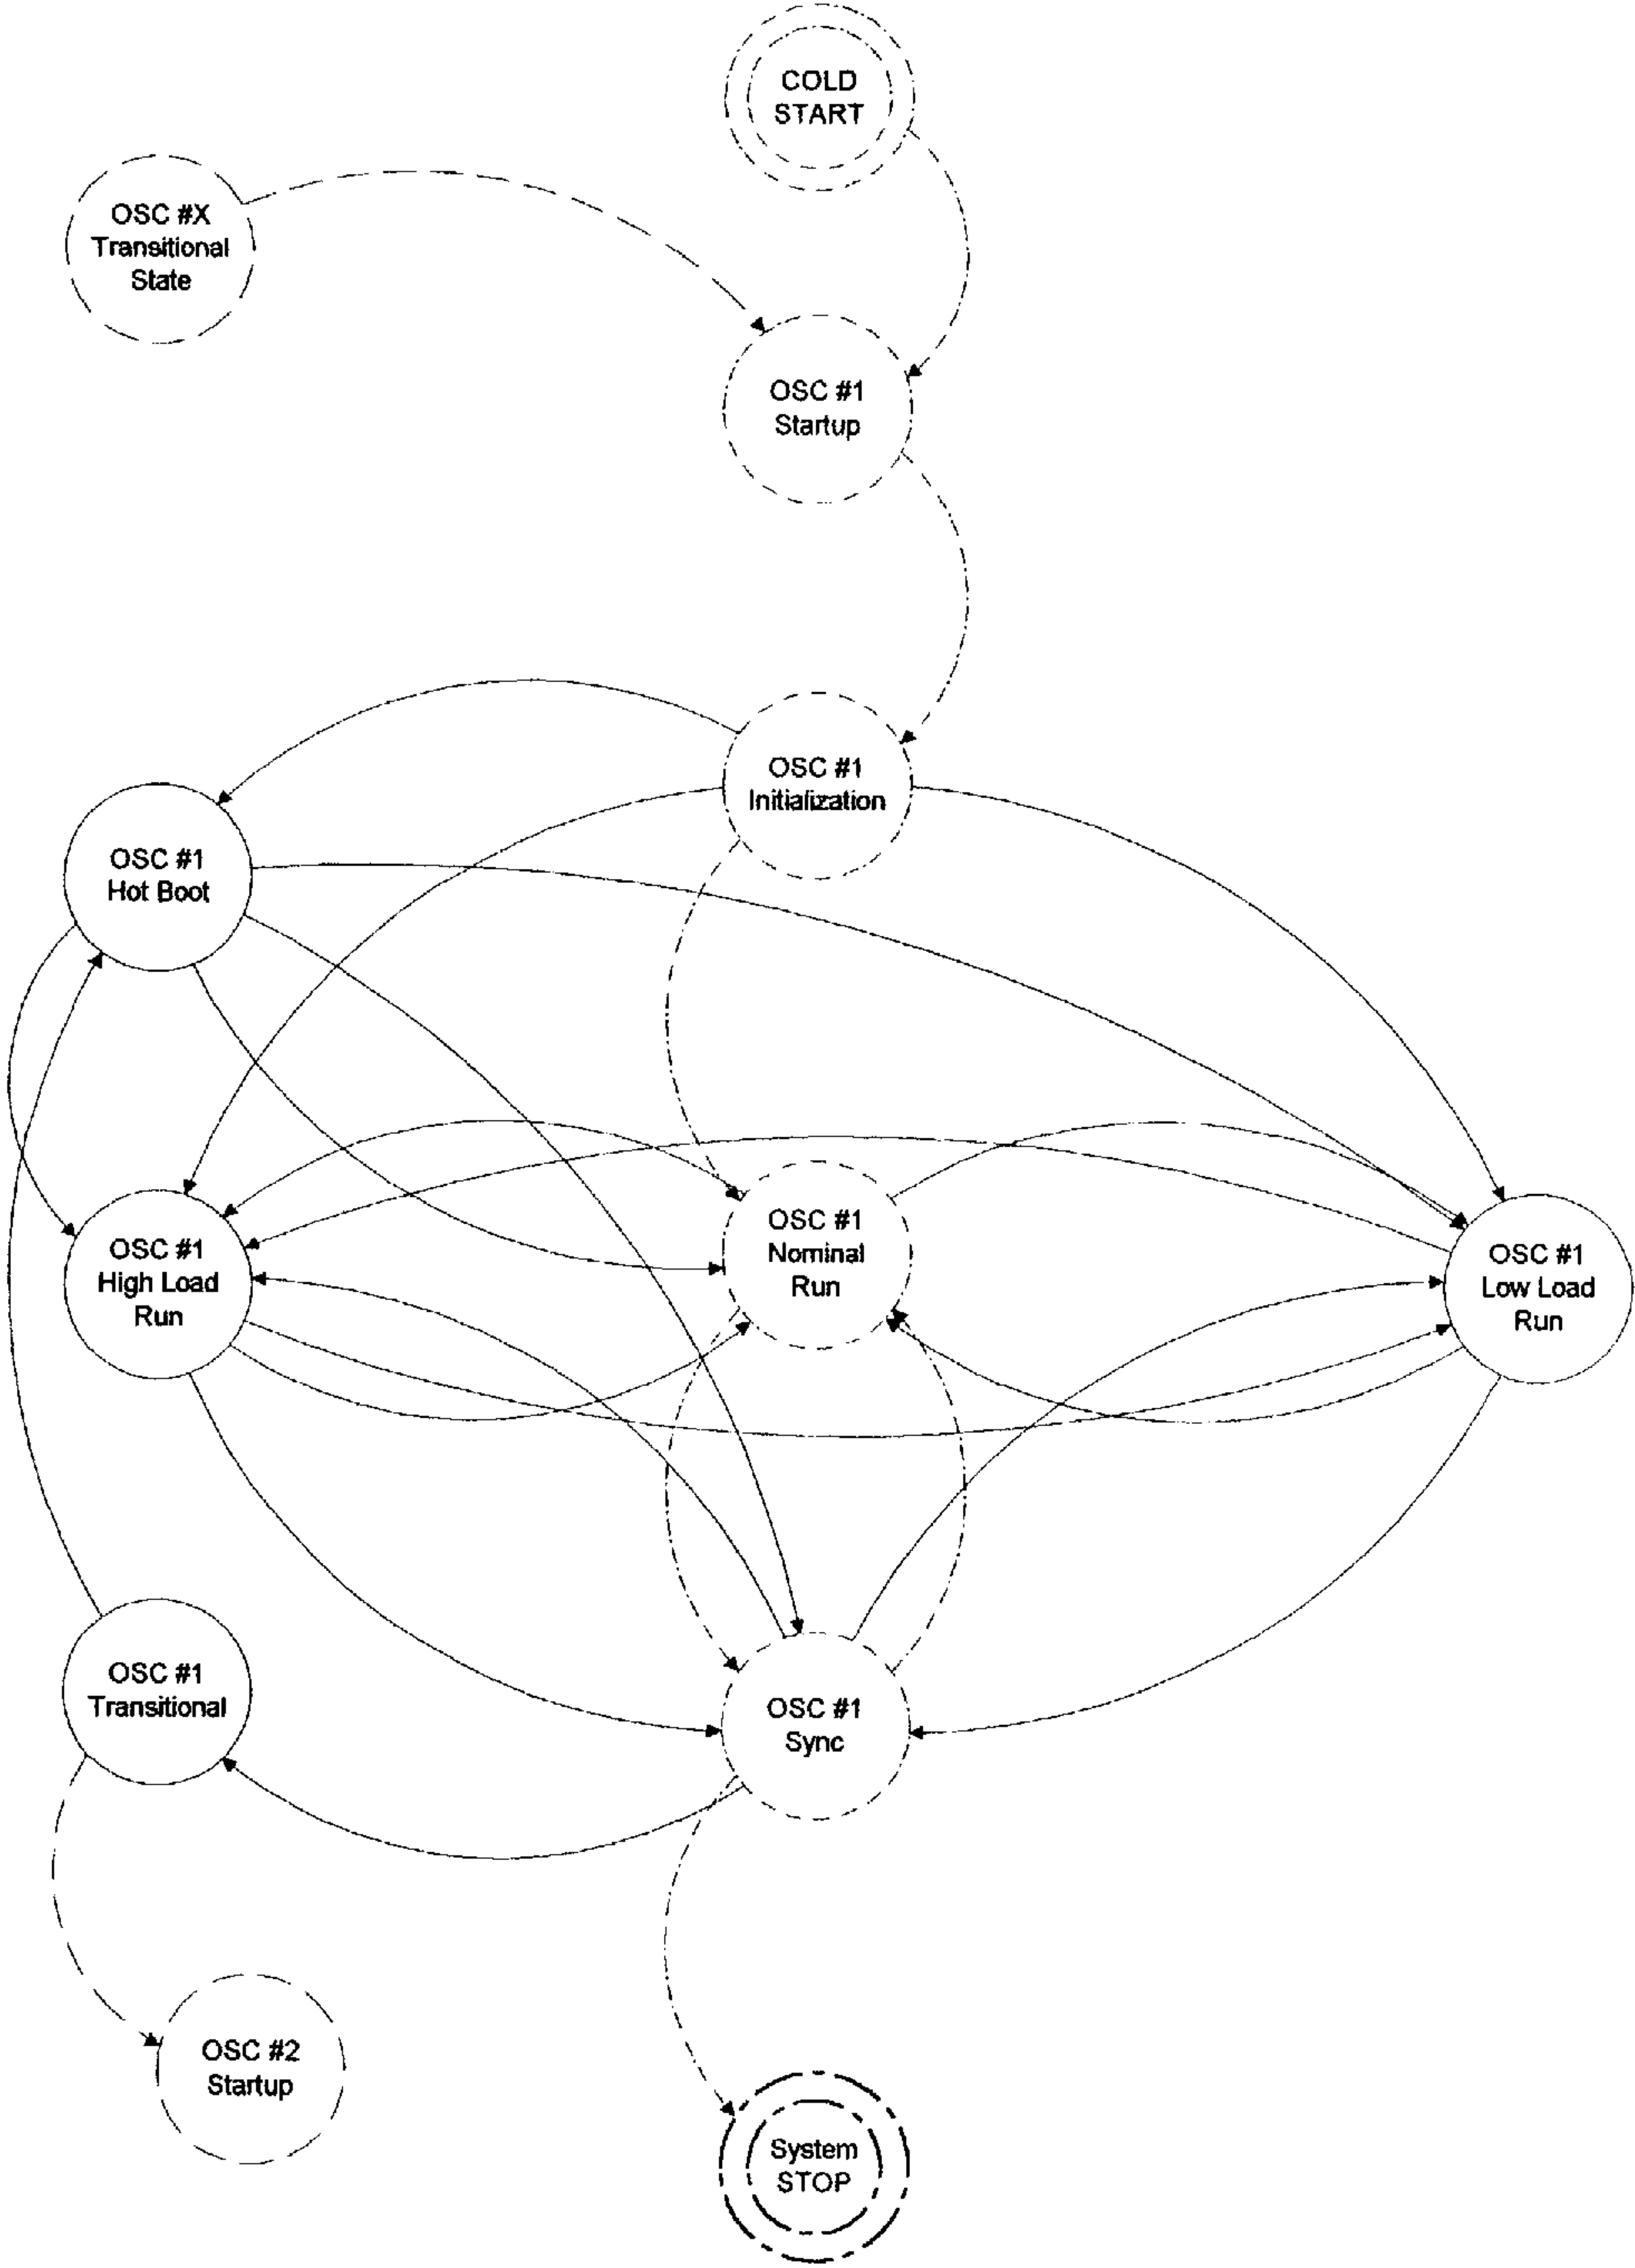 COLD
START
OSC #X
Transitional
State
OSC #1
Startup
OSC #1
Initialization
OSC #1
Hot Boot
OSC #1
High Load
Run
OSC #1
Nominal
Run
OSC #1
Low Load
Run
OSC #1
Transitional
OSC #1
Sync
OSC #2
Startup
System
STOP